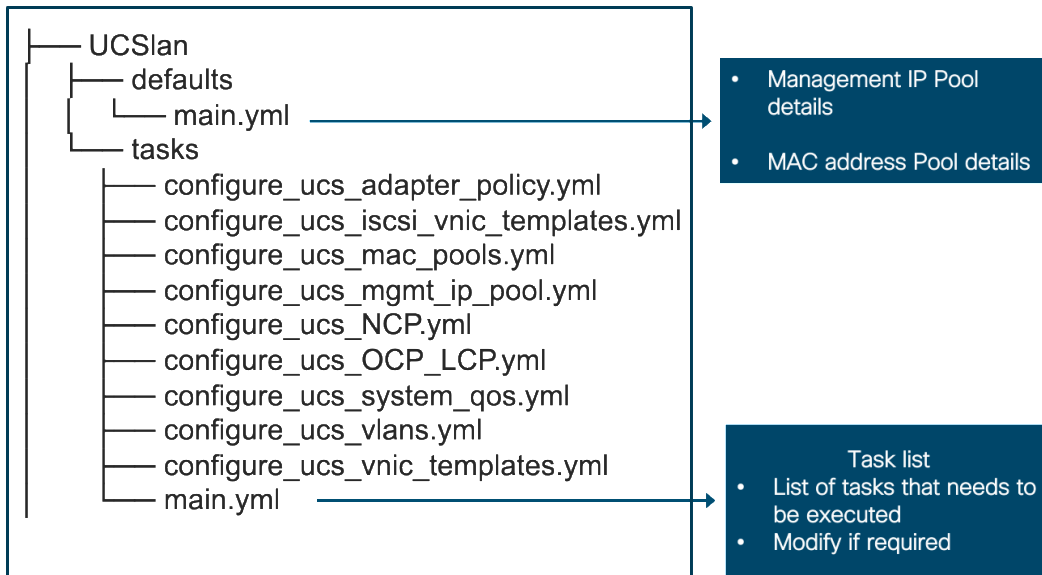 UCSlan
defaults
main.yml
tasks
configure_ucs_adapter_policy.yml
configure_ucs_iscsi_vnic_templates.yml
configure_ucs_mac_pools.yml
configure_ucs_mgmt_ip_pool.yml
configure_ucs_NCP.yml
configure_ucs_OCP_LCP.yml
configure_ucs_system_qos.yml
configure_ucs_vlans.yml
configure_ucs_vnic_templates.yml
main.yml
• Management IP Pool
details
• MAC address Pool details
Task list
• List of tasks that needs to
be executed
• Modify if required